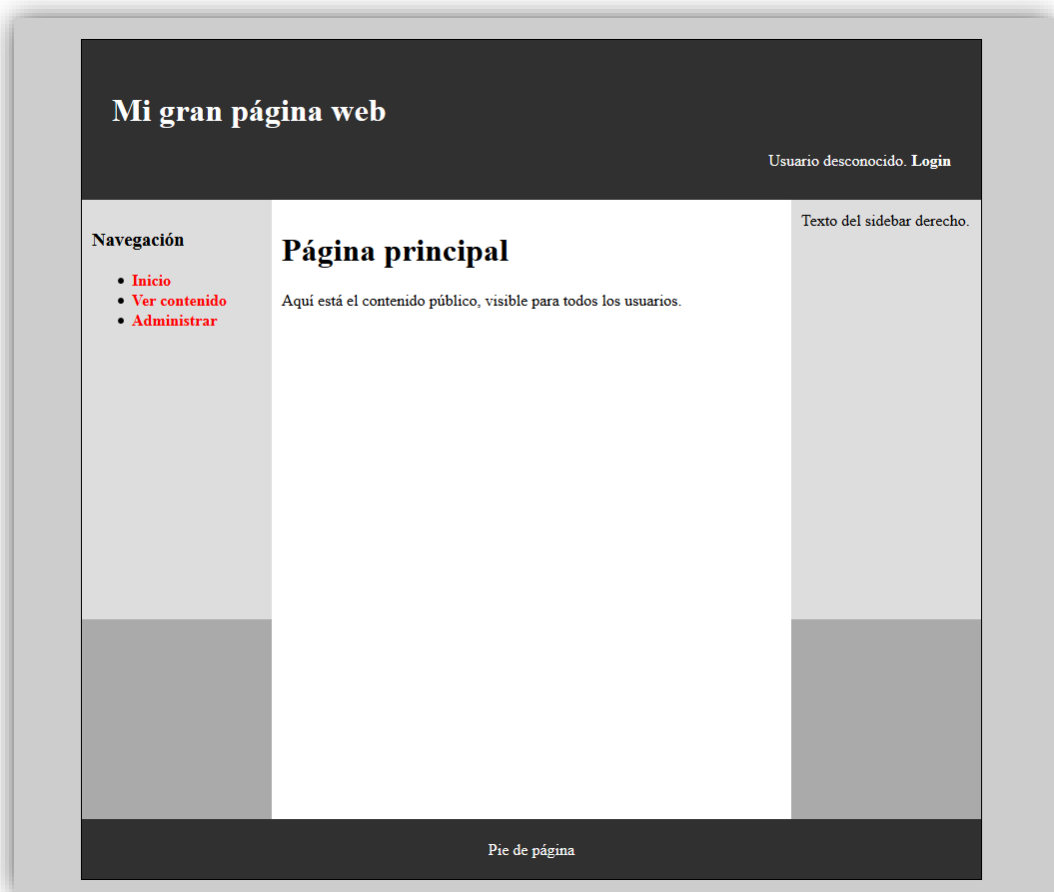 Mi gran página web
Usuario desconocido. Login
Navegación
Inicio
Ver contenido
Administrar
Página principal
Aquí está el contenido público, visible para todos los usuarios.
Texto del sidebar derecho.
Pie de página